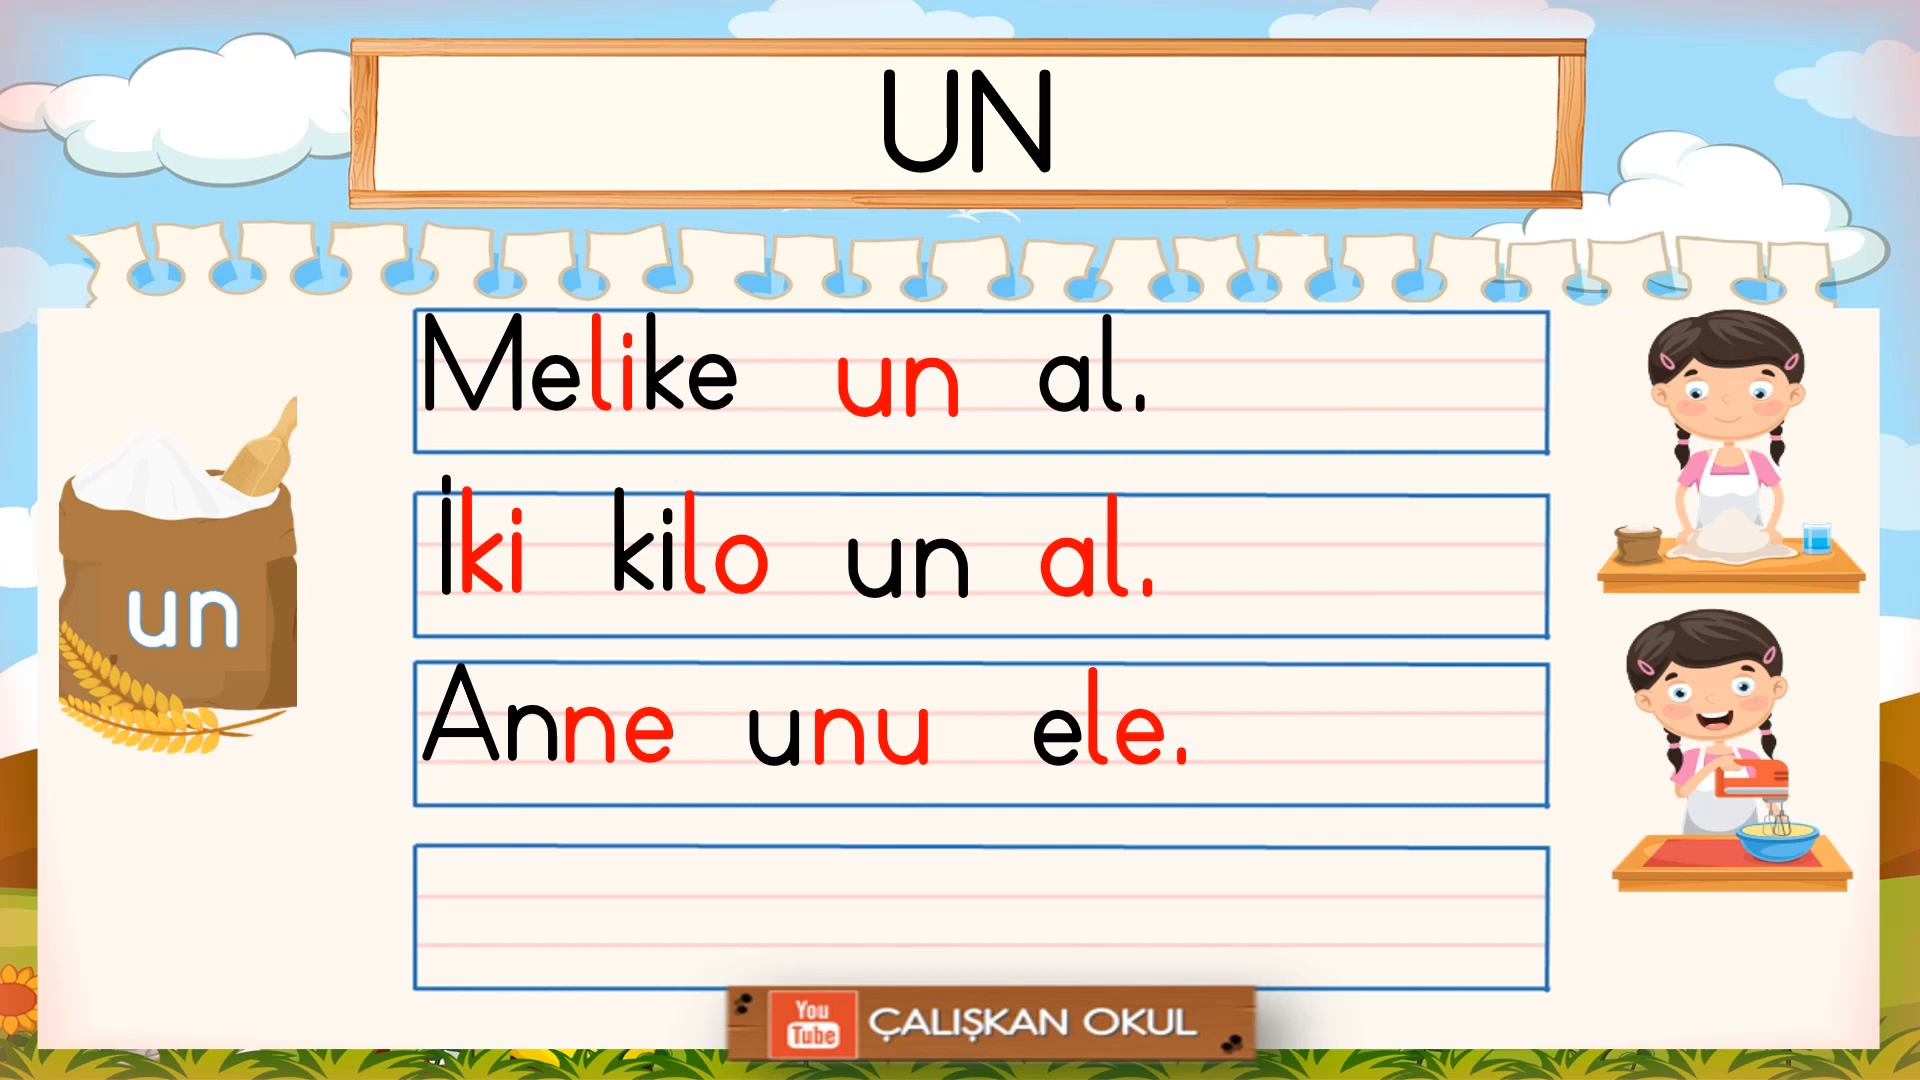 UN
Melike un al.
İki kilo un al.
Anne unu ele.
un
You
Tube
ÇALIŞKAN OKUL